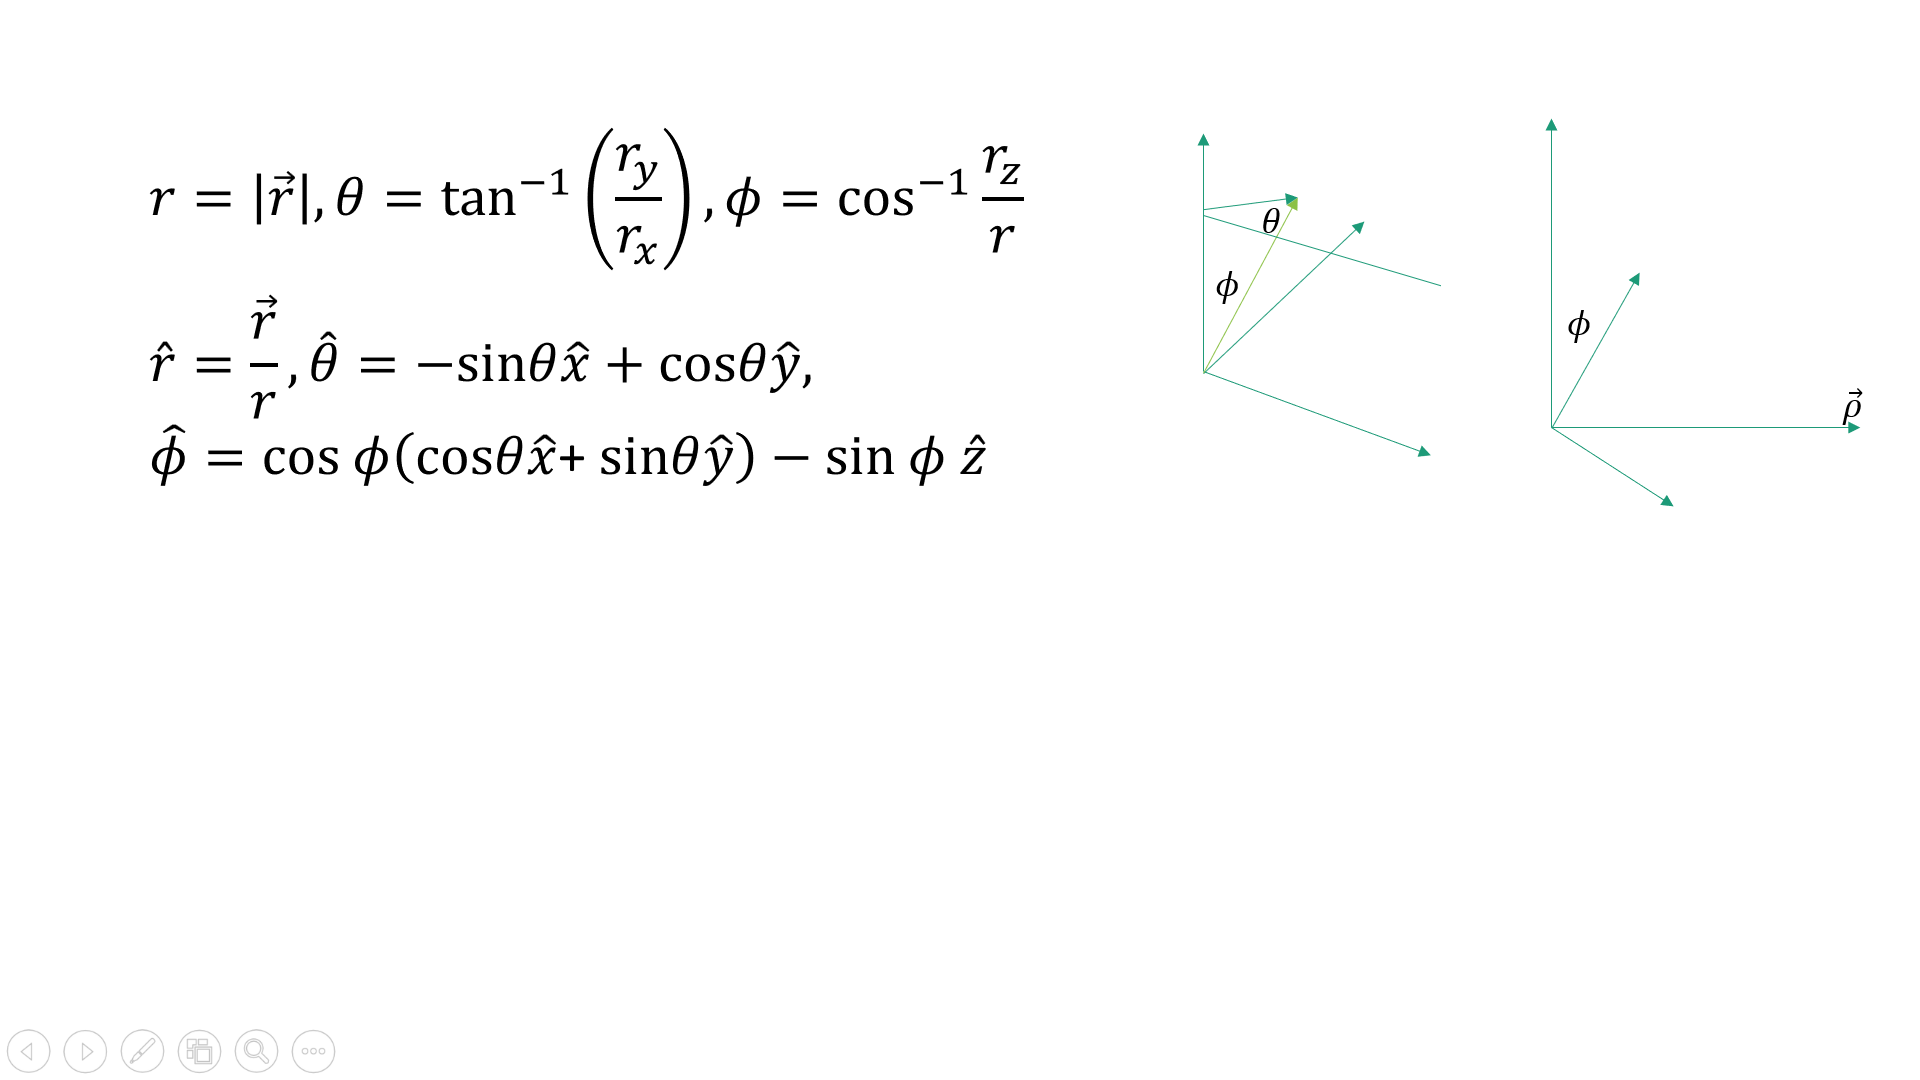 r = |r⃗|, θ = tan⁻¹(r_y/r_x), ϕ = cos⁻¹ r_z/r
r̂ = r⃗/r, θ̂ = −sinθx̂ + cosθŷ,
ϕ̂ = cos ϕ(cosθx̂+ sinθŷ) − sin ϕ ẑ
θ
ϕ
ϕ
ρ⃗